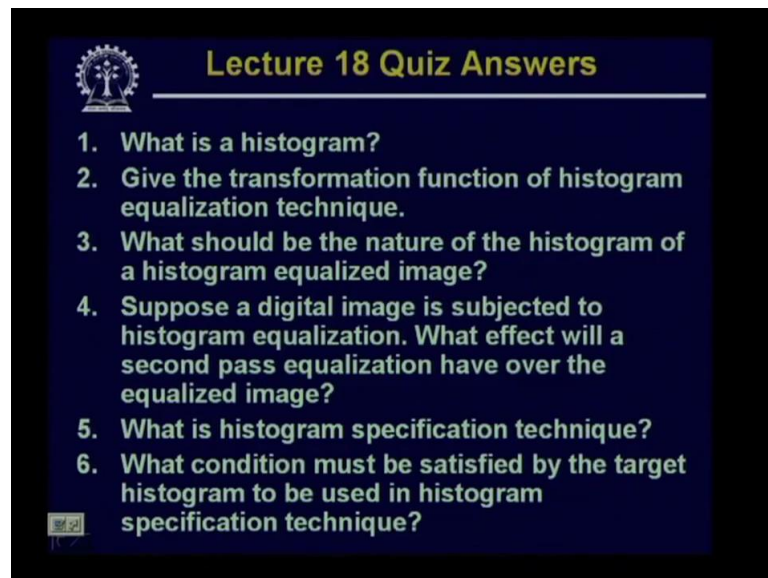 Lecture 18 Quiz Answers
1. What is a histogram?
2. Give the transformation function of histogram
equalization technique.
3. What should be the nature of the histogram of
a histogram equalized image?
4. Suppose a digital image is subjected to
histogram equalization. What effect will a
second pass equalization have over the
equalized image?
5. What is histogram specification technique?
6. What condition must be satisfied by the target
histogram to be used in histogram
specification technique?